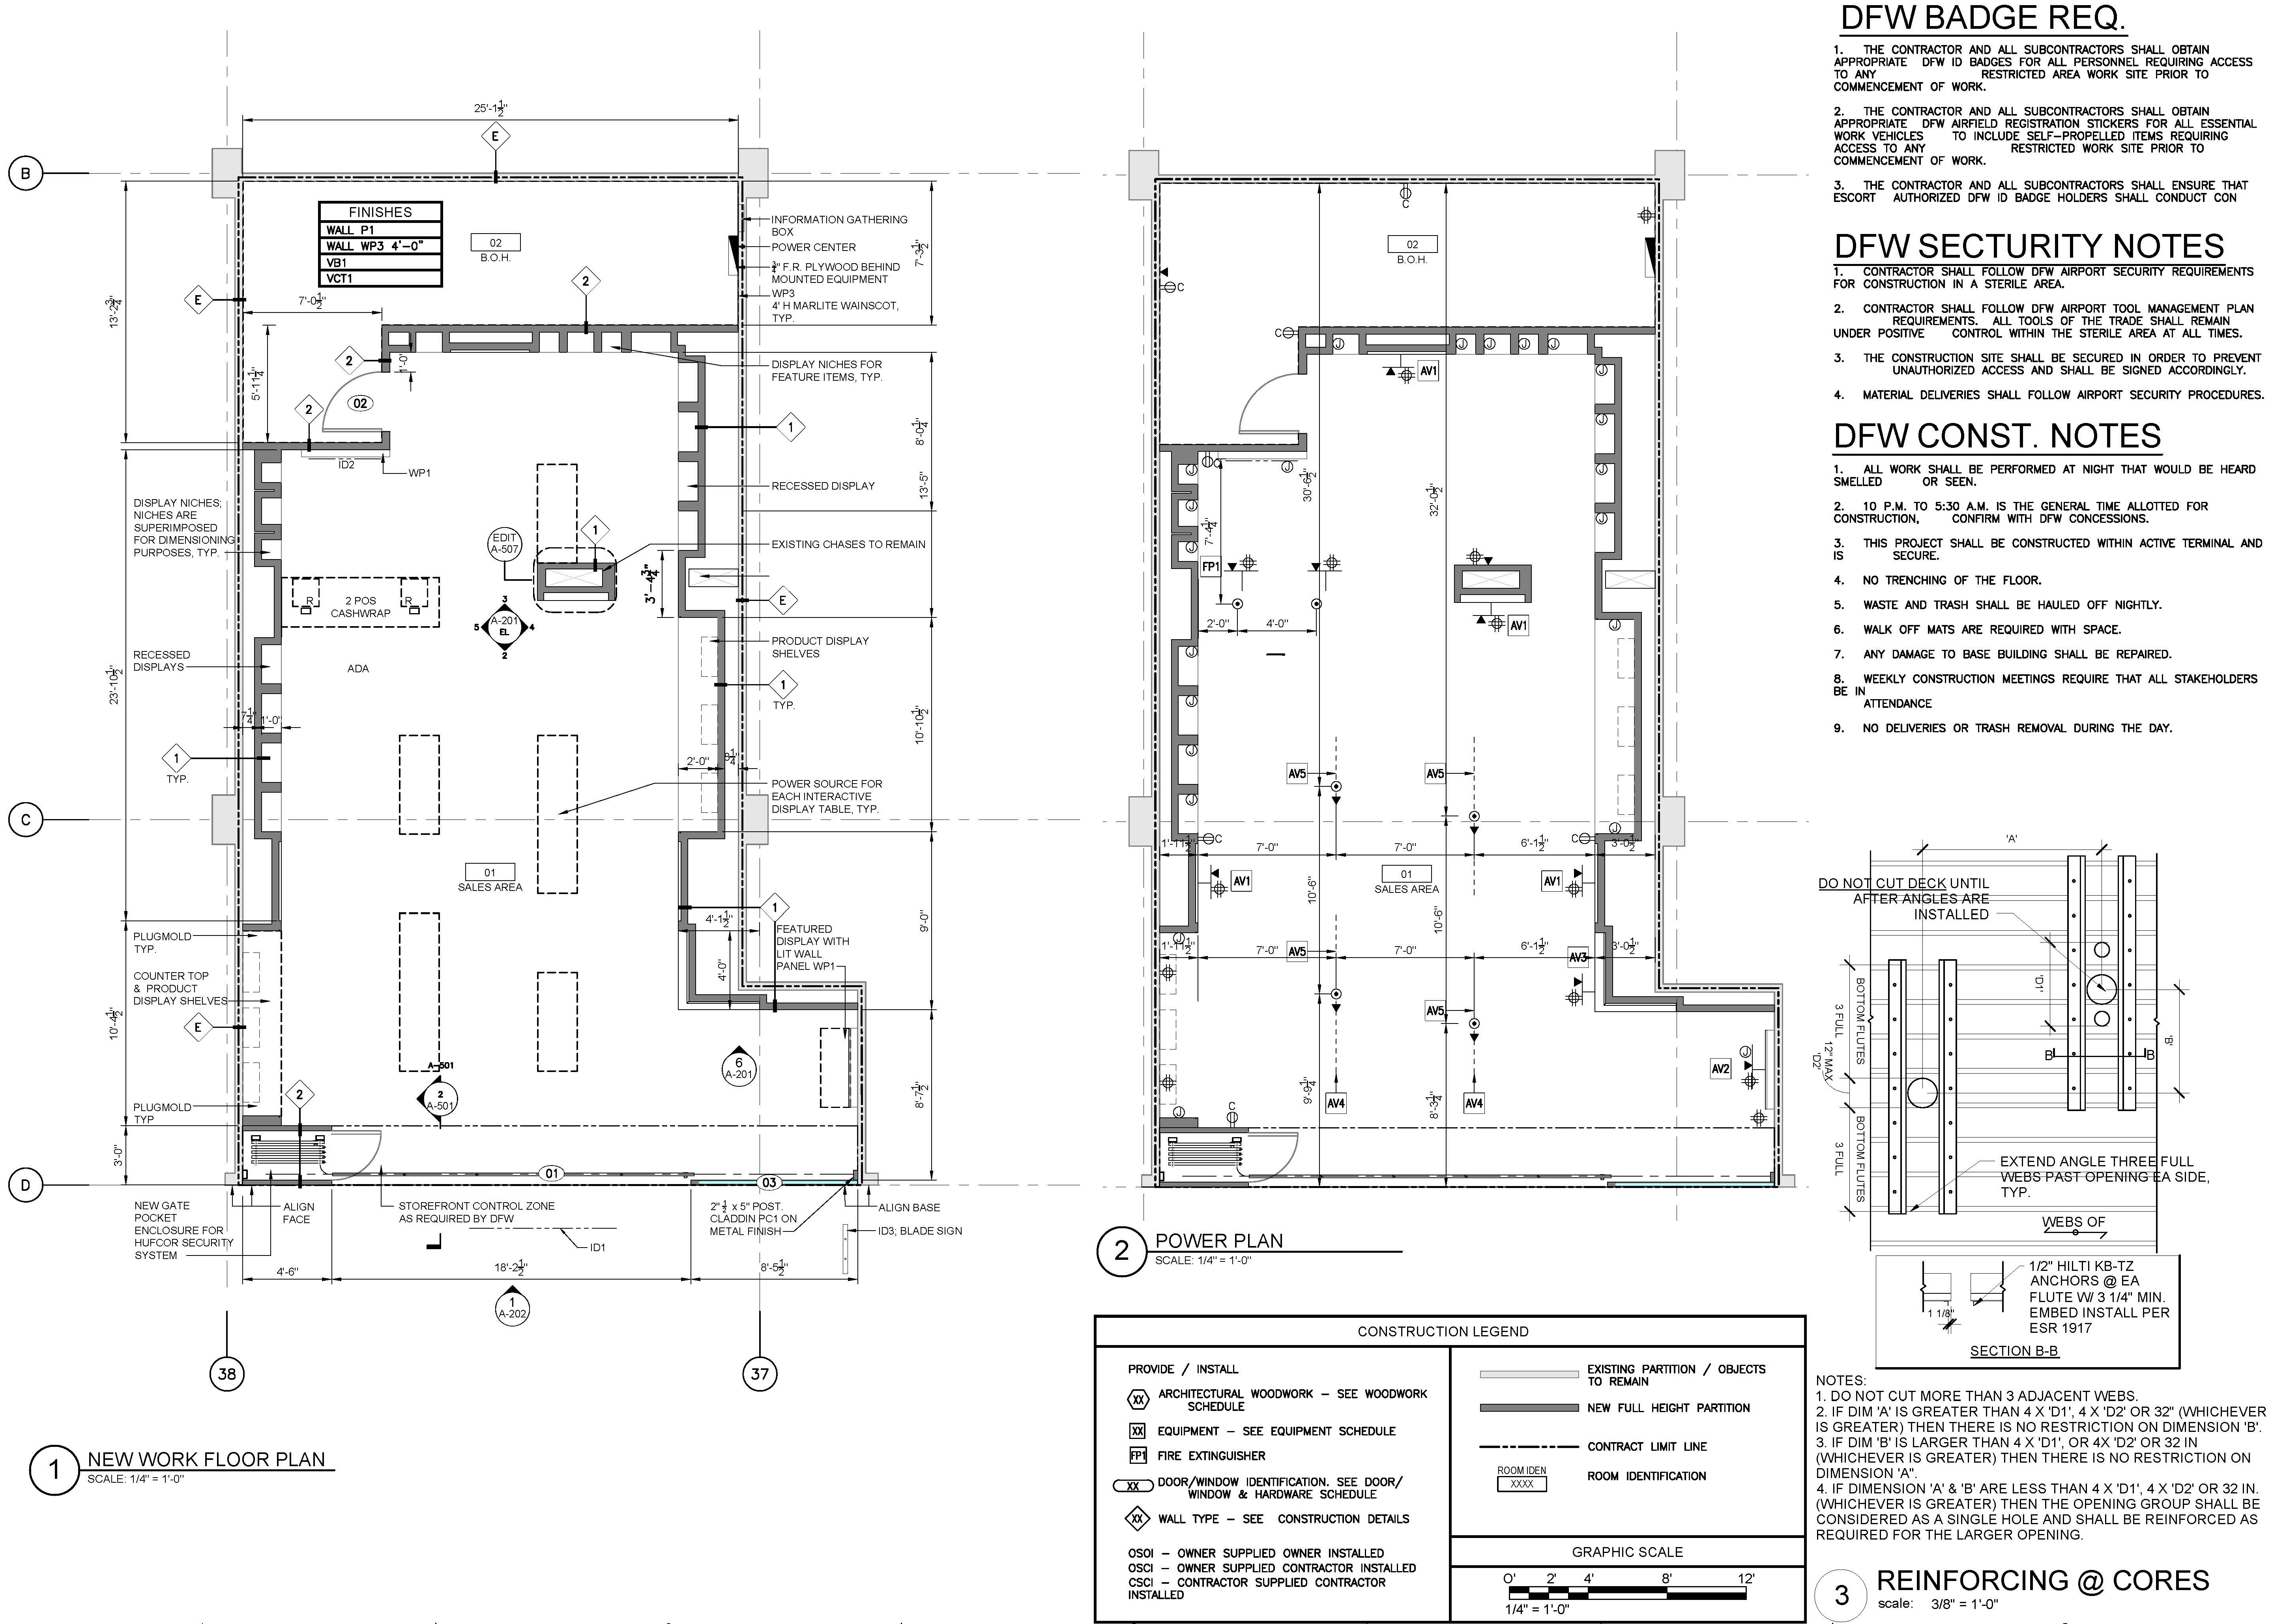 25'-1 1/2"
E
B
FINISHES
WALL P1
WALL WP3 4'-0"
VB1
VCT1
02
B.O.H.
INFORMATION GATHERING
BOX
POWER CENTER
3/4" F.R. PLYWOOD BEHIND
MOUNTED EQUIPMENT
WP3
4' H MARLITE WAINSCOT,
TYP.
7'-3 1/2"
13'-2 3/4"
E
7'-0 1/2"
2
2
5'-11 1/4"
1'-0"
02
2
ID2
WP1
DISPLAY NICHES FOR
FEATURE ITEMS, TYP.
1
8'-0 1/4"
13'-5"
RECESSED DISPLAY
DISPLAY NICHES;
NICHES ARE
SUPERIMPOSED
FOR DIMENSIONING
PURPOSES, TYP.
EDIT
A-507
1
EXISTING CHASES TO REMAIN
3'-4 3/4"
R
2 POS
CASHWRAP
R
3
A-201
EL
5
4
2
E
RECESSED
DISPLAYS
ADA
PRODUCT DISPLAY
SHELVES
1
TYP.
23'-10 1/2"
10'-10 1/2"
7 1/4"
1'-0"
1
TYP.
2'-0"
8 1/4"
POWER SOURCE FOR
EACH INTERACTIVE
DISPLAY TABLE, TYP.
C
01
SALES AREA
1
4'-1 1/2"
4'-0"
9'-0"
FEATURED
DISPLAY WITH
LIT WALL
PANEL WP1
PLUGMOLD
TYP.
COUNTER TOP
& PRODUCT
DISPLAY SHELVES
E
10'-4 1/2"
A-501
2
A-501
6
A-201
8'-7 1/2"
2
PLUGMOLD
TYP
3'-0"
01
03
D
NEW GATE
POCKET
ENCLOSURE FOR
HUFCOR SECURITY
SYSTEM
ALIGN
FACE
STOREFRONT CONTROL ZONE
AS REQUIRED BY DFW
ID1
2" 1/2 x 5" POST.
CLADDIN PC1 ON
METAL FINISH
ALIGN BASE
ID3; BLADE SIGN
4'-6"
18'-2 1/2"
8'-5 1/2"
1
A-202
38
37
1
NEW WORK FLOOR PLAN
SCALE: 1/4" = 1'-0"
C
02
B.O.H.
C
C
J
J
J
J
J
AV1
J
J
J
J
J
C
J
J
J
J
30'-6 1/2"
32'-0 1/2"
7'-4 1/4"
FP1
2'-0"
4'-0"
AV1
J
J
J
J
J
J
AV5
AV5
C
C
J
1'-11 1/2"
7'-0"
7'-0"
6'-1 1/2"
3'-0 1/2"
AV1
01
SALES AREA
AV1
10'-6"
10'-6"
J
1'-11 1/2"
7'-0"
AV5
7'-0"
6'-1 1/2"
AV3
3'-0 1/2"
AV5
J
AV2
9'-9 1/4"
8'-3 1/4"
AV4
AV4
J
C
2
POWER PLAN
SCALE: 1/4" = 1'-0"
CONSTRUCTION LEGEND
PROVIDE / INSTALL
XX
ARCHITECTURAL WOODWORK – SEE WOODWORK
SCHEDULE
XX
EQUIPMENT – SEE EQUIPMENT SCHEDULE
FP1
FIRE EXTINGUISHER
XX
DOOR/WINDOW IDENTIFICATION. SEE DOOR/
WINDOW & HARDWARE SCHEDULE
XX
WALL TYPE – SEE CONSTRUCTION DETAILS
OSOI – OWNER SUPPLIED OWNER INSTALLED
OSCI – OWNER SUPPLIED CONTRACTOR INSTALLED
CSCI – CONTRACTOR SUPPLIED CONTRACTOR
INSTALLED
EXISTING PARTITION / OBJECTS
TO REMAIN
NEW FULL HEIGHT PARTITION
CONTRACT LIMIT LINE
ROOM IDEN
XXXX
ROOM IDENTIFICATION
GRAPHIC SCALE
O' 2' 4' 8' 12'
1/4" = 1'-0"
DFW BADGE REQ.
1. THE CONTRACTOR AND ALL SUBCONTRACTORS SHALL OBTAIN
APPROPRIATE DFW ID BADGES FOR ALL PERSONNEL REQUIRING ACCESS
TO ANY RESTRICTED AREA WORK SITE PRIOR TO
COMMENCEMENT OF WORK.
2. THE CONTRACTOR AND ALL SUBCONTRACTORS SHALL OBTAIN
APPROPRIATE DFW AIRFIELD REGISTRATION STICKERS FOR ALL ESSENTIAL
WORK VEHICLES TO INCLUDE SELF-PROPELLED ITEMS REQUIRING
ACCESS TO ANY RESTRICTED WORK SITE PRIOR TO
COMMENCEMENT OF WORK.
3. THE CONTRACTOR AND ALL SUBCONTRACTORS SHALL ENSURE THAT
ESCORT AUTHORIZED DFW ID BADGE HOLDERS SHALL CONDUCT CON
DFW SECTURITY NOTES
1. CONTRACTOR SHALL FOLLOW DFW AIRPORT SECURITY REQUIREMENTS
FOR CONSTRUCTION IN A STERILE AREA.
2. CONTRACTOR SHALL FOLLOW DFW AIRPORT TOOL MANAGEMENT PLAN
REQUIREMENTS. ALL TOOLS OF THE TRADE SHALL REMAIN
UNDER POSITIVE CONTROL WITHIN THE STERILE AREA AT ALL TIMES.
3. THE CONSTRUCTION SITE SHALL BE SECURED IN ORDER TO PREVENT
UNAUTHORIZED ACCESS AND SHALL BE SIGNED ACCORDINGLY.
4. MATERIAL DELIVERIES SHALL FOLLOW AIRPORT SECURITY PROCEDURES.
DFW CONST. NOTES
1. ALL WORK SHALL BE PERFORMED AT NIGHT THAT WOULD BE HEARD
SMELLED OR SEEN.
2. 10 P.M. TO 5:30 A.M. IS THE GENERAL TIME ALLOTTED FOR
CONSTRUCTION, CONFIRM WITH DFW CONCESSIONS.
3. THIS PROJECT SHALL BE CONSTRUCTED WITHIN ACTIVE TERMINAL AND
IS SECURE.
4. NO TRENCHING OF THE FLOOR.
5. WASTE AND TRASH SHALL BE HAULED OFF NIGHTLY.
6. WALK OFF MATS ARE REQUIRED WITH SPACE.
7. ANY DAMAGE TO BASE BUILDING SHALL BE REPAIRED.
8. WEEKLY CONSTRUCTION MEETINGS REQUIRE THAT ALL STAKEHOLDERS
BE IN
ATTENDANCE
9. NO DELIVERIES OR TRASH REMOVAL DURING THE DAY.
'A'
DO NOT CUT DECK UNTIL
AFTER ANGLES ARE
INSTALLED
'D1'
3 FULL
BOTTOM FLUTES
'B'
B
B
12" MAX
'D2'
3 FULL
BOTTOM FLUTES
EXTEND ANGLE THREE FULL
WEBS PAST OPENING EA SIDE,
TYP.
WEBS OF
1/2" HILTI KB-TZ
ANCHORS @ EA
FLUTE W/ 3 1/4" MIN.
EMBED INSTALL PER
ESR 1917
1 1/8"
SECTION B-B
NOTES:
1. DO NOT CUT MORE THAN 3 ADJACENT WEBS.
2. IF DIM 'A' IS GREATER THAN 4 X 'D1', 4 X 'D2' OR 32" (WHICHEVER
IS GREATER) THEN THERE IS NO RESTRICTION ON DIMENSION 'B'.
3. IF DIM 'B' IS LARGER THAN 4 X 'D1', OR 4X 'D2' OR 32 IN
(WHICHEVER IS GREATER) THEN THERE IS NO RESTRICTION ON
DIMENSION 'A".
4. IF DIMENSION 'A' & 'B' ARE LESS THAN 4 X 'D1', 4 X 'D2' OR 32 IN.
(WHICHEVER IS GREATER) THEN THE OPENING GROUP SHALL BE
CONSIDERED AS A SINGLE HOLE AND SHALL BE REINFORCED AS
REQUIRED FOR THE LARGER OPENING.
3
REINFORCING @ CORES
scale: 3/8" = 1'-0"